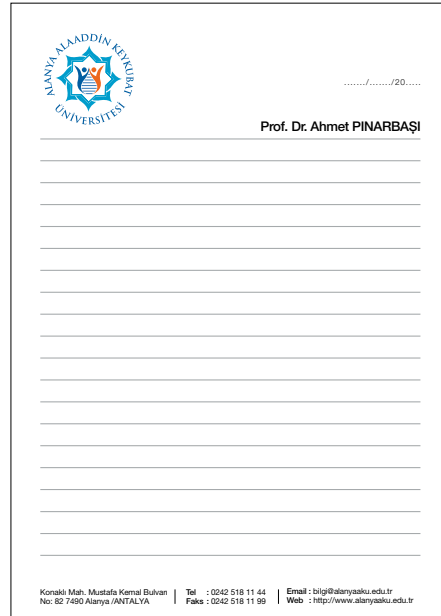 ALANYA ALAADDİN KEYKUBAT
ÜNİVERSİTESİ
......./......./20.....
Prof. Dr. Ahmet PINARBAŞI
Konaklı Mah. Mustafa Kemal Bulvarı
No: 82 7490 Alanya /ANTALYA
Tel : 0242 518 11 44
Faks : 0242 518 11 99
Email : bilgi@alanyaaku.edu.tr
Web : http://www.alanyaaku.edu.tr